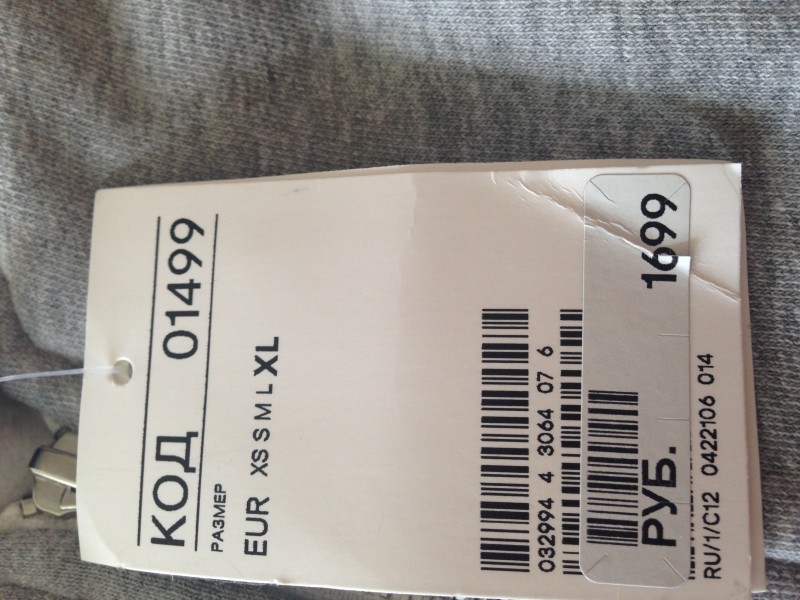 КОД 01499
РАЗМЕР
EUR XS S M L XL
032994 4 3064 07 6
РУБ. 1699
RU/1/C12 0422106 014